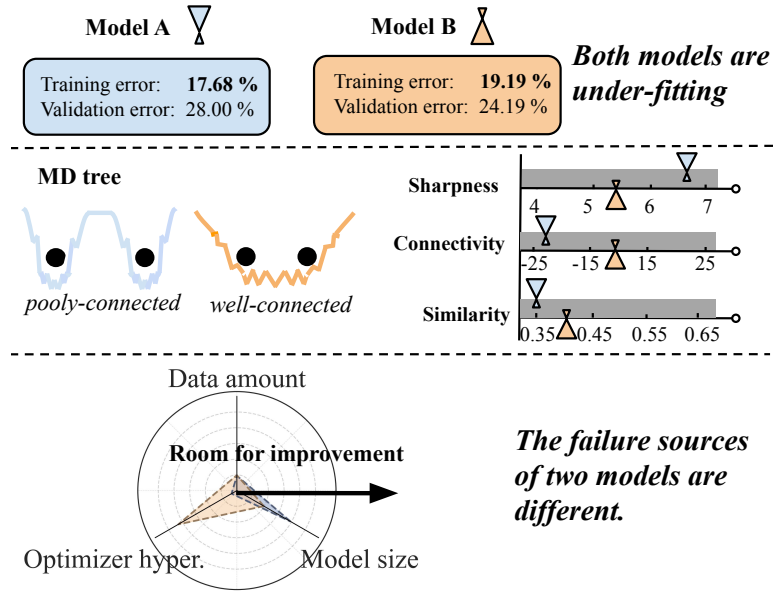 Model A
Model B
Training error: 17.68 %
Validation error: 28.00 %
Training error: 19.19 %
Validation error: 24.19 %
Both models are
under-fitting
MD tree
pooly-connected
well-connected
Sharpness
4 5 6 7
Connectivity
-25 -15 15 25
Similarity
0.35 0.45 0.55 0.65
Data amount
Room for improvement
Optimizer hyper.
Model size
The failure sources
of two models are
different.